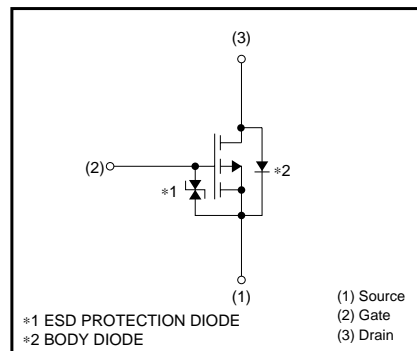 (3)
(2)
∗1
∗2
(1)
∗1 ESD PROTECTION DIODE
∗2 BODY DIODE
(1) Source
(2) Gate
(3) Drain